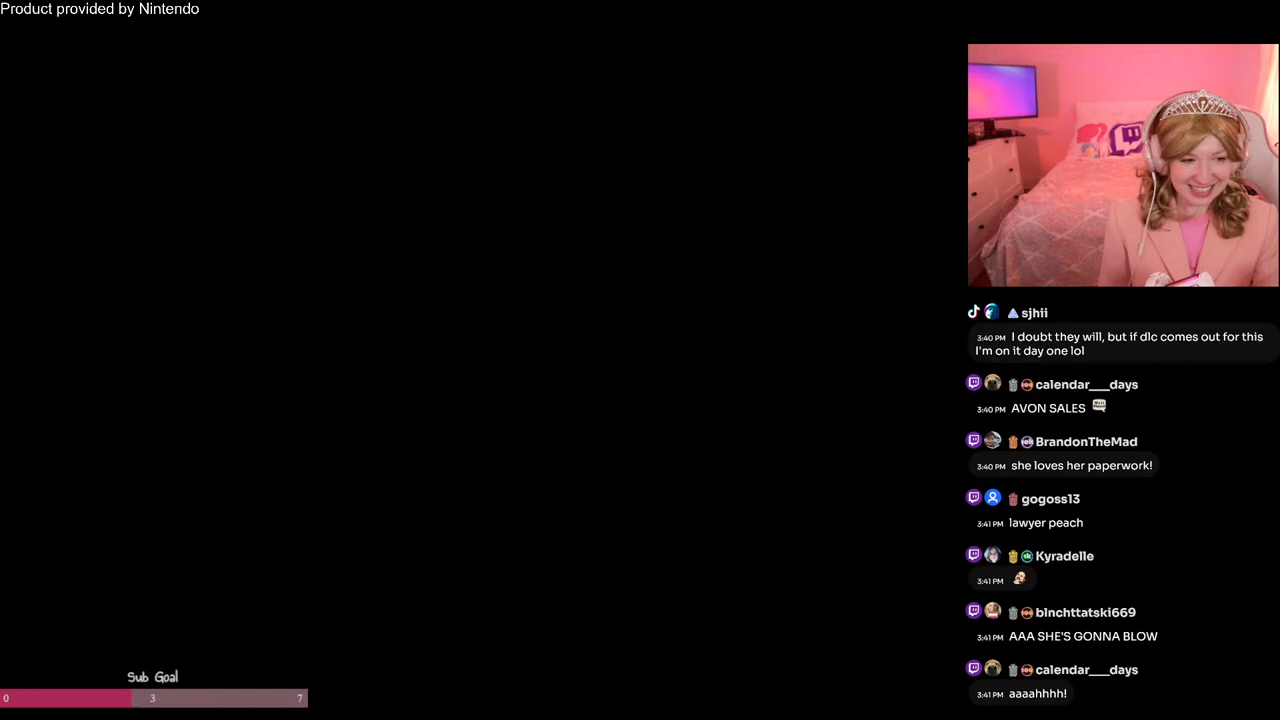 Product provided by Nintendo
sjhii
3:40 PM I doubt they will, but if dlc comes out for this
I'm on it day one lol
calendar___days
3:40 PM AVON SALES
BrandonTheMad
3:40 PM she loves her paperwork!
gogoss13
3:41 PM lawyer peach
Kyradelle
3:41 PM
blnchttatski669
3:41 PM AAA SHE'S GONNA BLOW
calendar___days
3:41 PM aaaahhhh!
Sub Goal
0 3 7